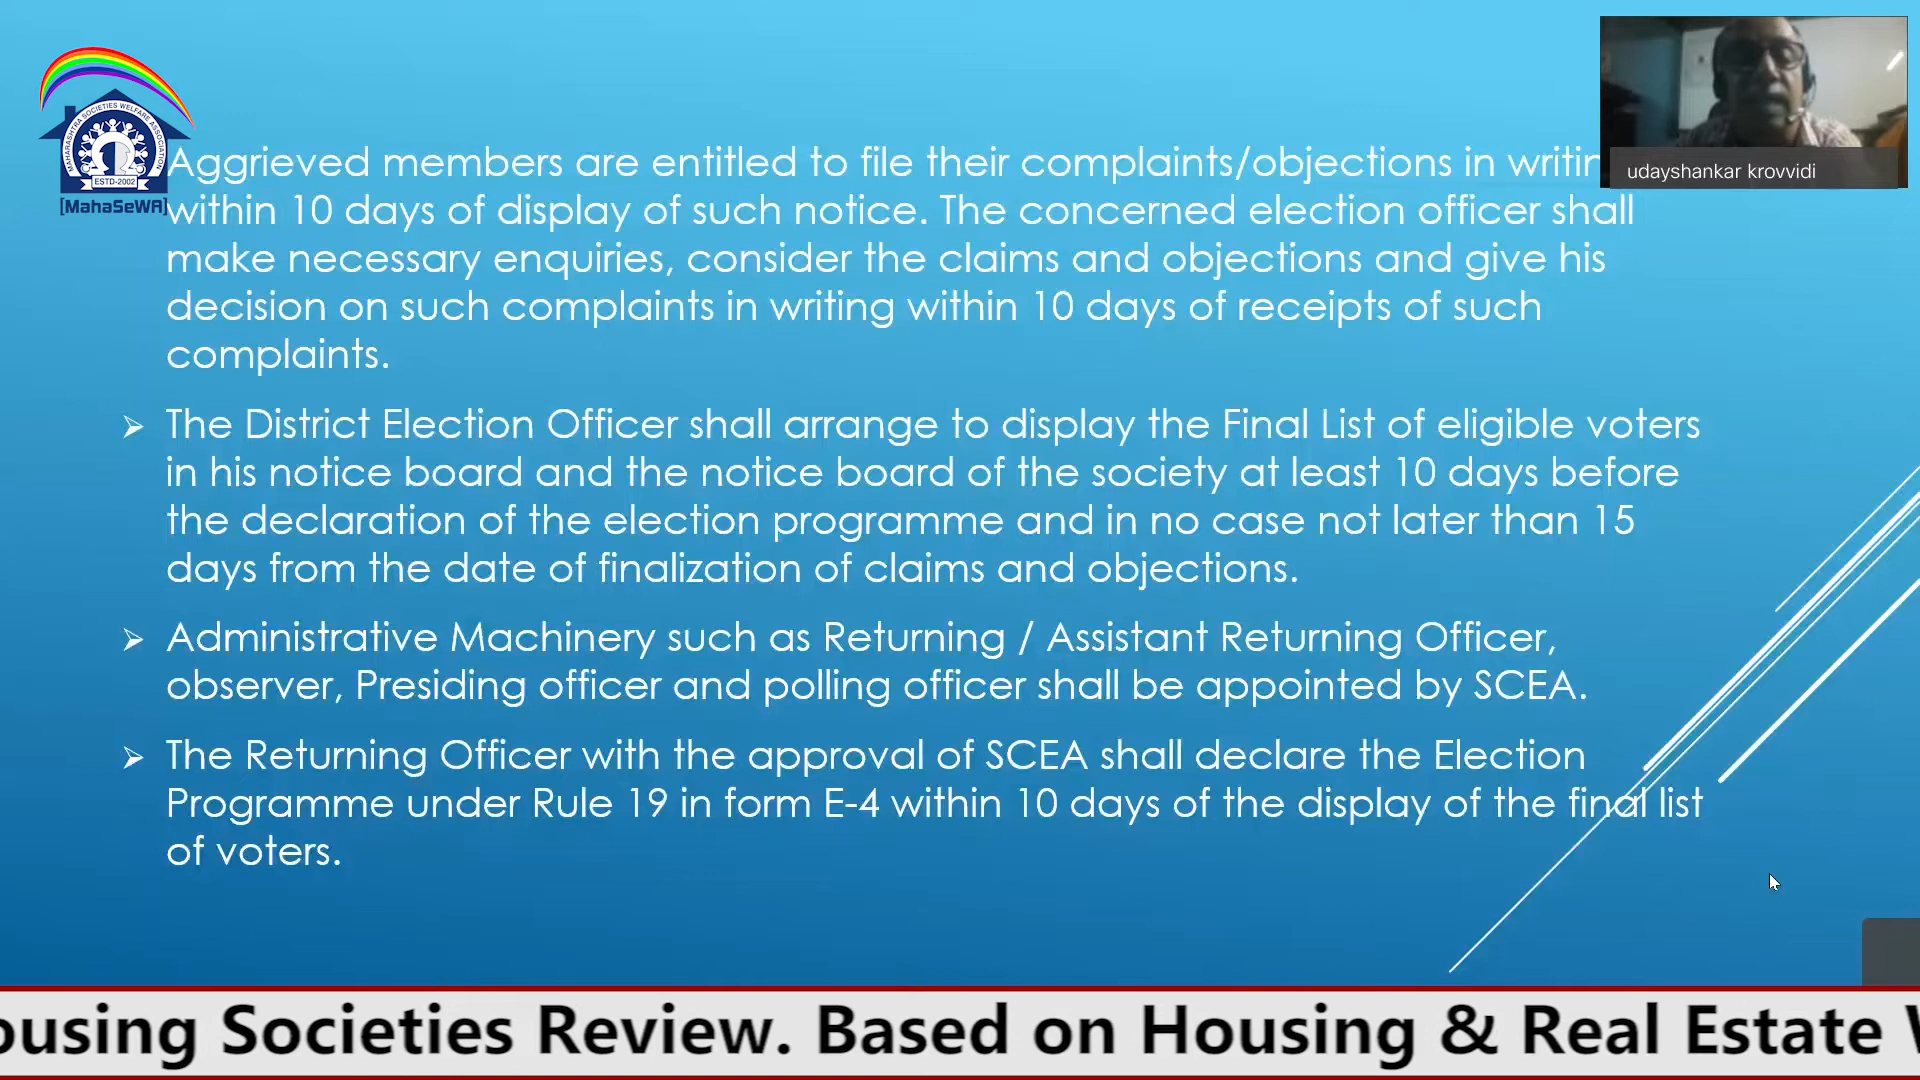 MAHARASHTRA SOCIETIES WELFARE ASSOCIATION
ESTD-2002
[MahaSeWA]
udayshankar krovvidi
Aggrieved members are entitled to file their complaints/objections in writin
within 10 days of display of such notice. The concerned election officer shall
make necessary enquiries, consider the claims and objections and give his
decision on such complaints in writing within 10 days of receipts of such
complaints.
➢ The District Election Officer shall arrange to display the Final List of eligible voters
in his notice board and the notice board of the society at least 10 days before
the declaration of the election programme and in no case not later than 15
days from the date of finalization of claims and objections.
➢ Administrative Machinery such as Returning / Assistant Returning Officer,
observer, Presiding officer and polling officer shall be appointed by SCEA.
➢ The Returning Officer with the approval of SCEA shall declare the Election
Programme under Rule 19 in form E-4 within 10 days of the display of the final list
of voters.
ousing Societies Review. Based on Housing & Real Estate